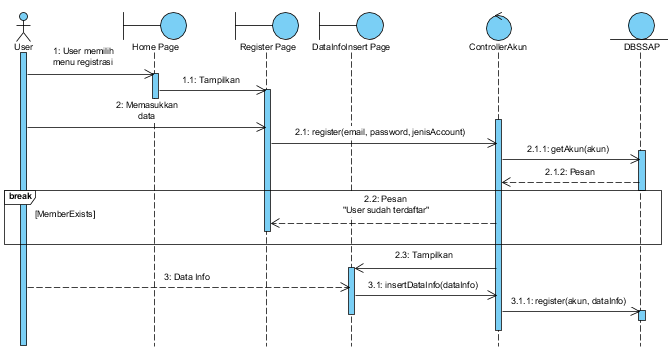 User
Home Page
Register Page
DataInfoInsert Page
ControllerAkun
DBSSAP
1: User memilih
menu registrasi
1.1: Tampilkan
2: Memasukkan
data
2.1: register(email, password, jenisAccount)
2.1.1: getAkun(akun)
2.1.2: Pesan
break
[MemberExists]
2.2: Pesan
"User sudah terdaftar"
2.3: Tampilkan
3: Data Info
3.1: insertDataInfo(dataInfo)
3.1.1: register(akun, dataInfo)